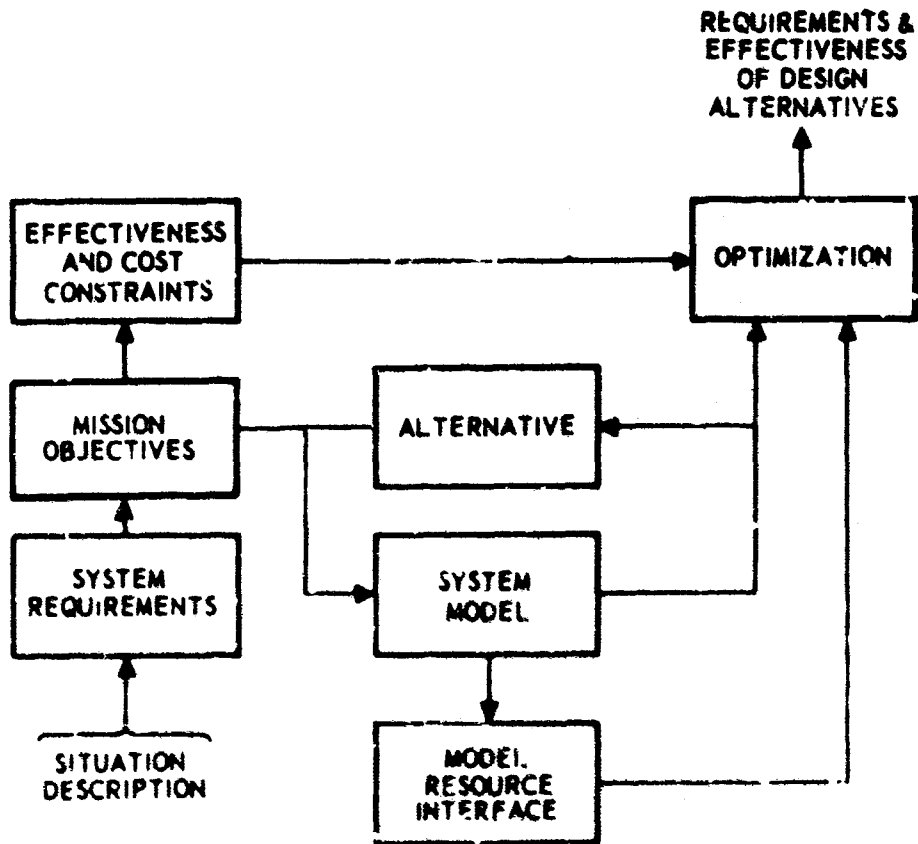 REQUIREMENTS &
EFFECTIVENESS
OF DESIGN
ALTERNATIVES
EFFECTIVENESS
AND COST
CONSTRAINTS
OPTIMIZATION
MISSION
OBJECTIVES
ALTERNATIVE
SYSTEM
REQUIREMENTS
SYSTEM
MODEL
SITUATION
DESCRIPTION
MODEL
RESOURCE
INTERFACE